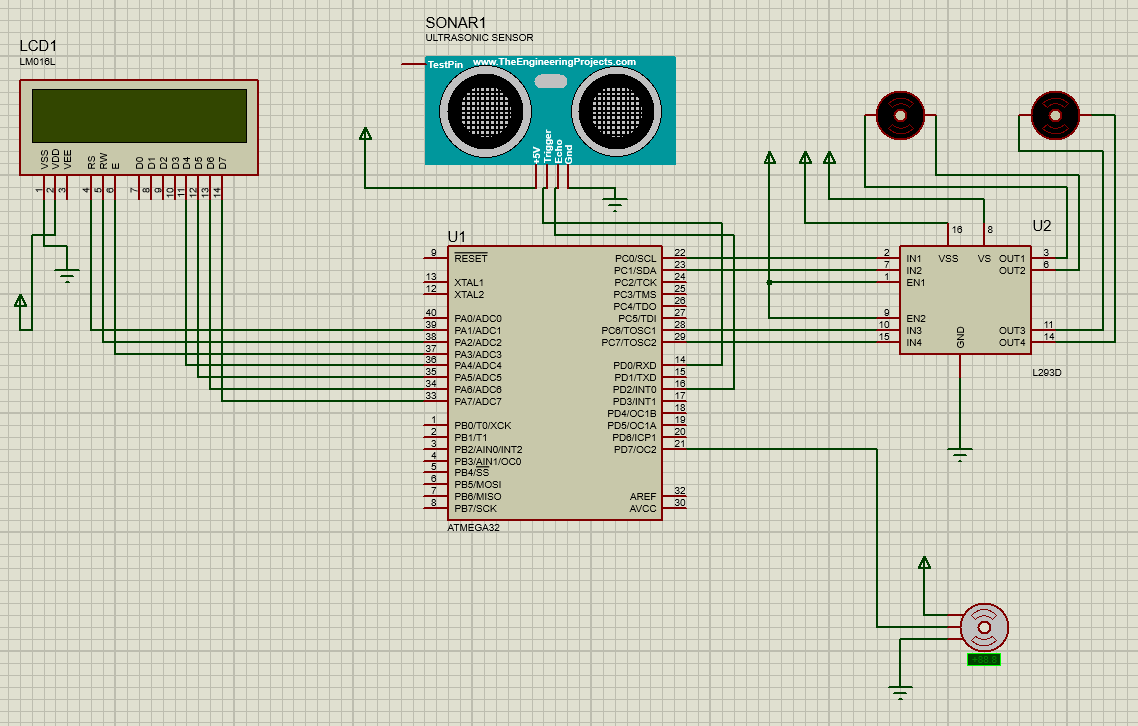 SONAR1
ULTRASONIC SENSOR
TestPin www.TheEngineeringProjects.com
+5V
Trigger
Echo
Gnd
LCD1
LM016L
VSS
VDD
VEE
RS
RW
E
D0
D1
D2
D3
D4
D5
D6
D7
1
2
3
4
5
6
7
8
9
10
11
12
13
14
U1
9 RESET
13 XTAL1
12 XTAL2
40 PA0/ADC0
39 PA1/ADC1
38 PA2/ADC2
37 PA3/ADC3
36 PA4/ADC4
35 PA5/ADC5
34 PA6/ADC6
33 PA7/ADC7
1 PB0/T0/XCK
2 PB1/T1
3 PB2/AIN0/INT2
4 PB3/AIN1/OC0
5 PB4/SS
6 PB5/MOSI
7 PB6/MISO
8 PB7/SCK
PC0/SCL 22
PC1/SDA 23
PC2/TCK 24
PC3/TMS 25
PC4/TDO 26
PC5/TDI 27
PC6/TOSC1 28
PC7/TOSC2 29
PD0/RXD 14
PD1/TXD 15
PD2/INT0 16
PD3/INT1 17
PD4/OC1B 18
PD5/OC1A 19
PD6/ICP1 20
PD7/OC2 21
AREF 32
AVCC 30
ATMEGA32
U2
16
8
2 IN1 VSS VS OUT1 3
7 IN2 OUT2 6
1 EN1
9 EN2
10 IN3 OUT3 11
15 IN4 OUT4 14
GND
L293D